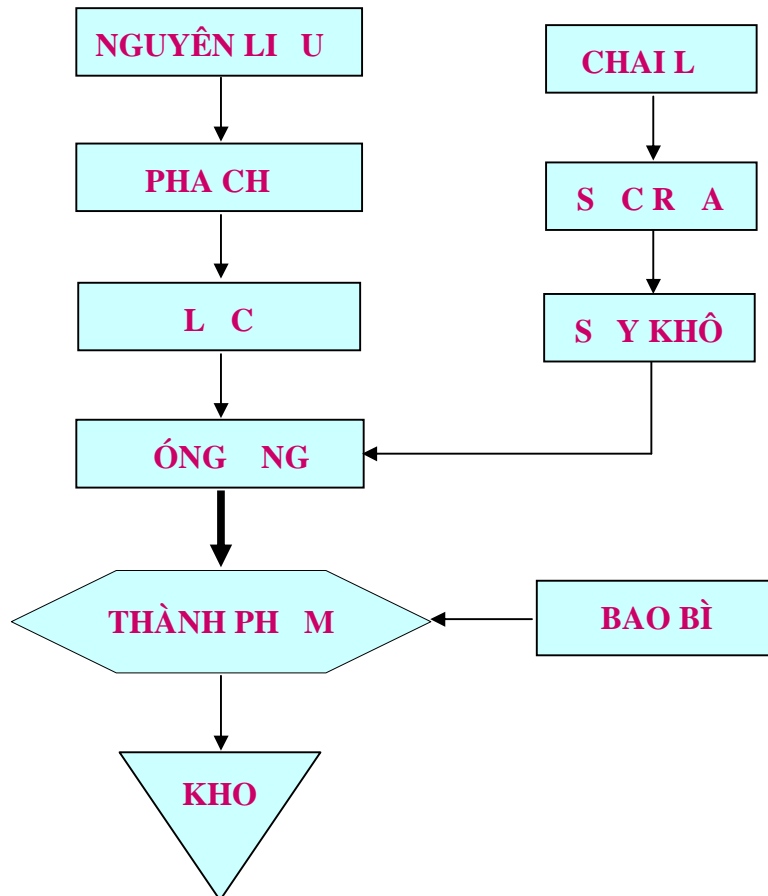 NGUYÊN LI U
CHAI L
PHA CH
S C R A
L C
S Y KHÔ
ÓNG NG
THÀNH PH M
BAO BÌ
KHO